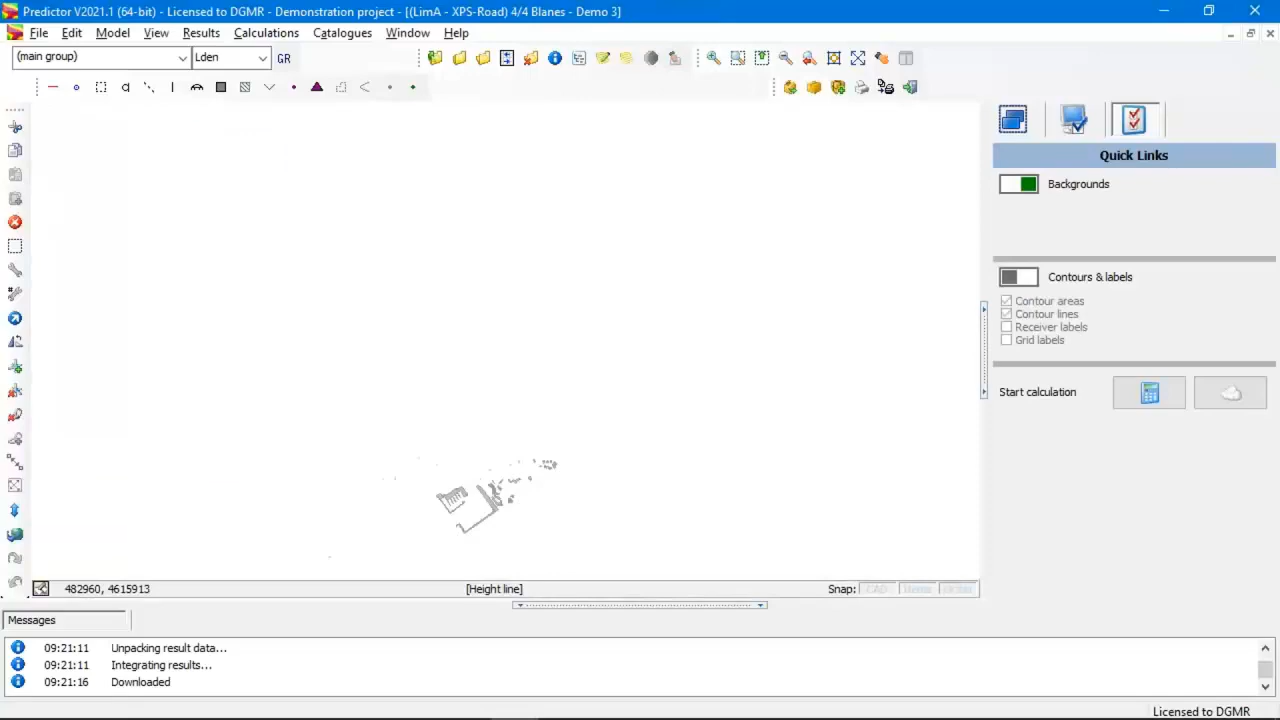 Predictor V2021.1 (64-bit) - Licensed to DGMR - Demonstration project - [(LimA - XPS-Road) 4/4 Blanes - Demo 3]
File Edit Model View Results Calculations Catalogues Window Help
(main group) Lden GR
Quick Links
Backgrounds
Contours & labels
Contour areas
Contour lines
Receiver labels
Grid labels
Start calculation
482960, 4615913 [Height line] Snap: CAD Items
Messages
09:21:11 Unpacking result data...
09:21:11 Integrating results...
09:21:16 Downloaded
Licensed to DGMR